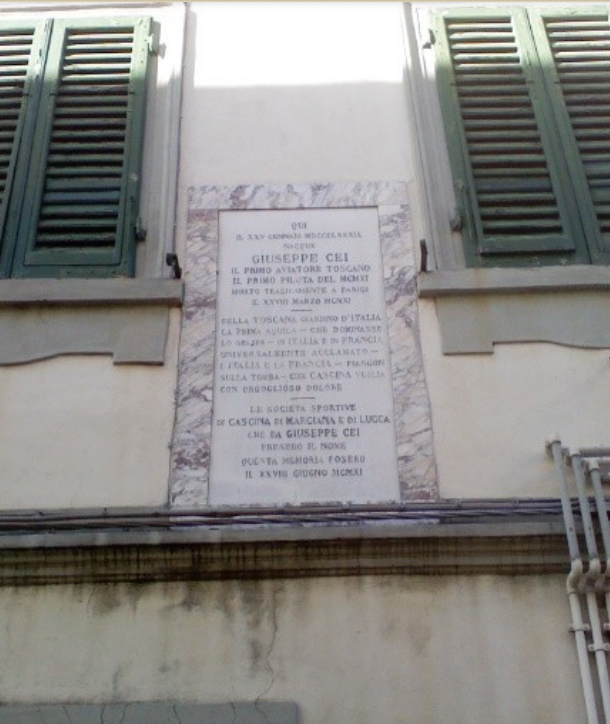 QUI
IL XXV GENNAIO MDCCCLXXXIX
NACQUE
GIUSEPPE CEI
IL PRIMO AVIATORE TOSCANO
IL PRIMO PILOTA DEL MCMXI
MORTO TRAGICAMENTE A PARIGI
IL XXVIII MARZO MCMXI
DELLA TOSCANA GIARDINO D'ITALIA
LA PRIMA AQUILA — CHE DOMINASSE
LO SPAZIO — IN ITALIA E IN FRANCIA
UNIVERSALMENTE ACCLAMATO —
L'ITALIA E LA FRANCIA — PIANGON
SULLA TOMBA — CHE CASCINA VEGLIA
CON ORGOGLIOSO DOLORE
LE SOCIETÀ SPORTIVE
DI CASCINA DI MARCIANA E DI LUCCA
CHE DA GIUSEPPE CEI
PRESERO IL NOME
QUESTA MEMORIA POSERO
IL XXVIII GIUGNO MCMXI